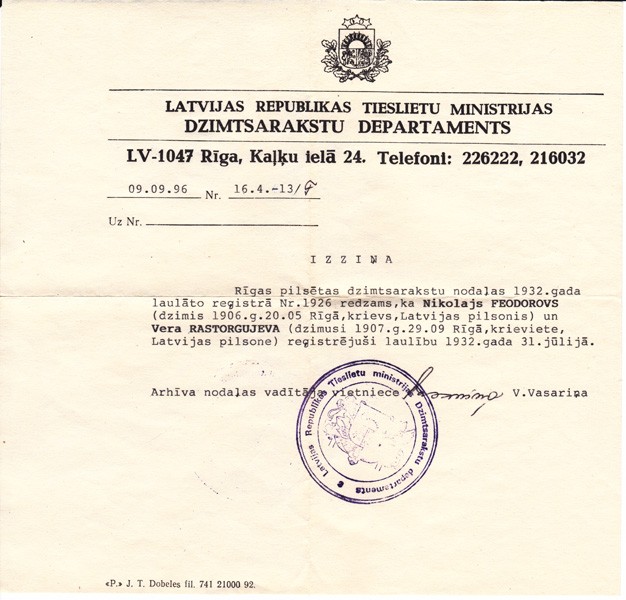 LATVIJAS REPUBLIKAS TIESLIETU MINISTRIJAS
DZIMTSARAKSTU DEPARTAMENTS
LV-1047 Rīga, Kaļķu ielā 24. Telefoni: 226222, 216032
09.09.96 Nr. 16.4.-13/F
Uz Nr.
I Z Z I Ņ A
Rīgas pilsētas dzimtsarakstu nodaļas 1932.gada
laulāto reģistrā Nr.1926 redzams,ka Nikolajs FEODOROVS
(dzimis 1906.g.20.05 Rīgā,krievs,Latvijas pilsonis) un
Vera RASTORGUJEVA (dzimusi 1907.g.29.09 Rīgā,krieviete,
Latvijas pilsone) reģistrējuši laulību 1932.gada 31.jūlijā.
Arhīva nodaļas vadītāja vietniece V.Vasariņa
Latvijas Republikas Tieslietu ministrijas Dzimtsarakstu departaments
«P.» J. T. Dobeles fil. 741 21000 92.